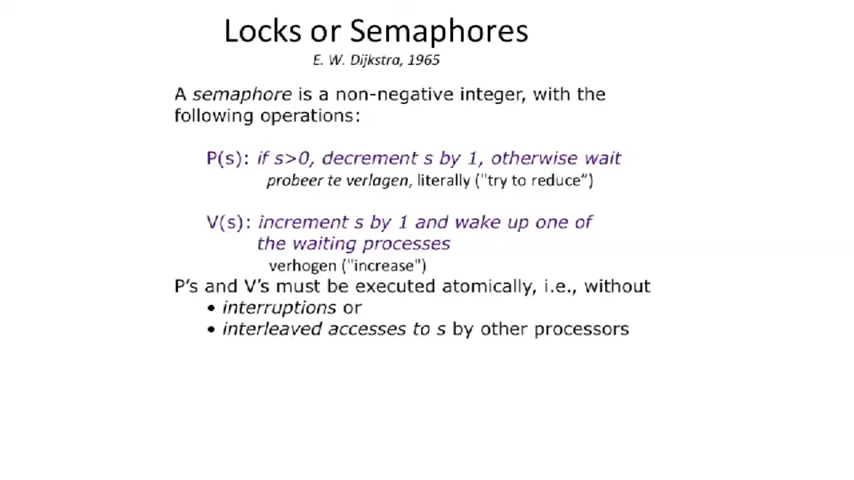 Locks or Semaphores
E. W. Dijkstra, 1965
A semaphore is a non-negative integer, with the
following operations:
P(s): if s>0, decrement s by 1, otherwise wait
probeer te verlagen, literally ("try to reduce”)
V(s): increment s by 1 and wake up one of
the waiting processes
verhogen ("increase")
P’s and V’s must be executed atomically, i.e., without
• interruptions or
• interleaved accesses to s by other processors